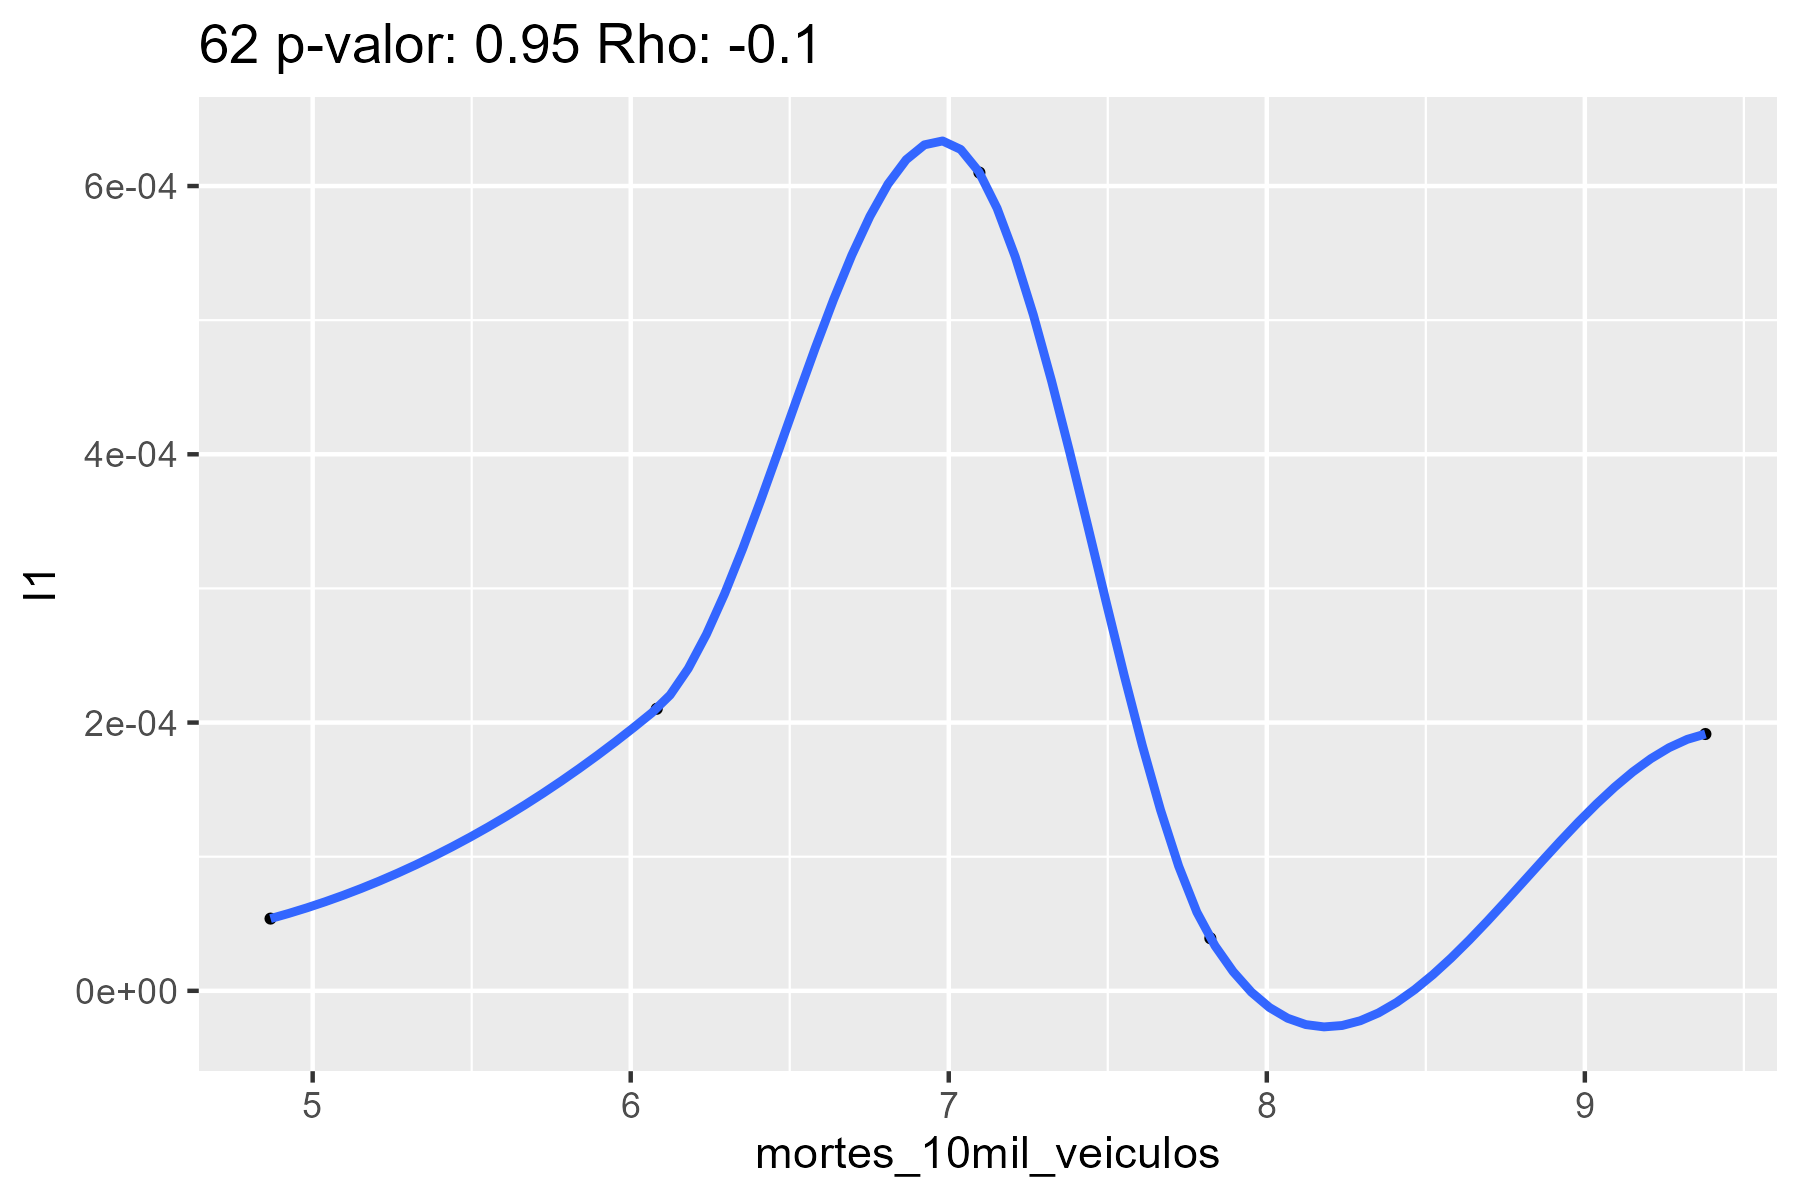 62 p-valor: 0.95 Rho: -0.1
6e-04
4e-04
2e-04
0e+00
I1
5 6 7 8 9
mortes_10mil_veiculos